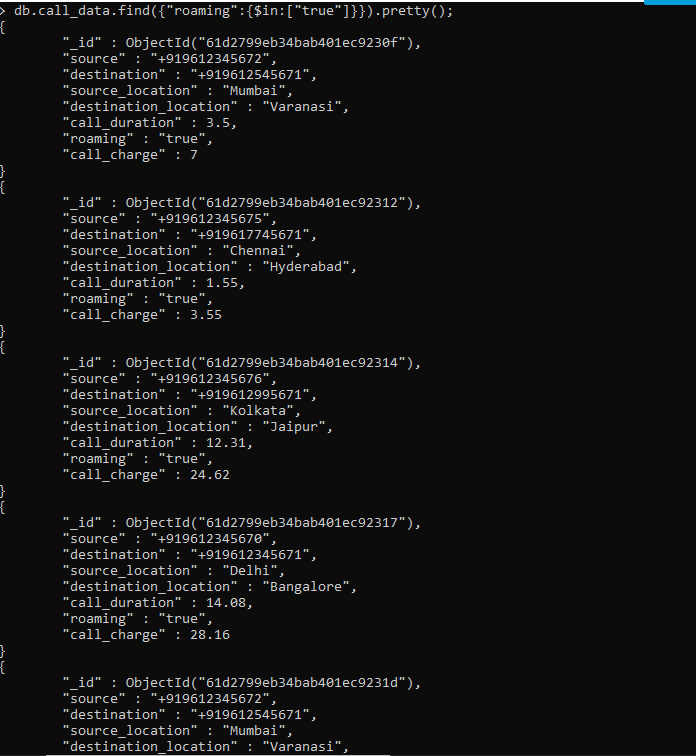 > db.call_data.find({"roaming":{$in:["true"]}}).pretty();
{
"_id" : ObjectId("61d2799eb34bab401ec9230f"),
"source" : "+919612345672",
"destination" : "+919612545671",
"source_location" : "Mumbai",
"destination_location" : "Varanasi",
"call_duration" : 3.5,
"roaming" : "true",
"call_charge" : 7
}
{
"_id" : ObjectId("61d2799eb34bab401ec92312"),
"source" : "+919612345675",
"destination" : "+919617745671",
"source_location" : "Chennai",
"destination_location" : "Hyderabad",
"call_duration" : 1.55,
"roaming" : "true",
"call_charge" : 3.55
}
{
"_id" : ObjectId("61d2799eb34bab401ec92314"),
"source" : "+919612345676",
"destination" : "+919612995671",
"source_location" : "Kolkata",
"destination_location" : "Jaipur",
"call_duration" : 12.31,
"roaming" : "true",
"call_charge" : 24.62
}
{
"_id" : ObjectId("61d2799eb34bab401ec92317"),
"source" : "+919612345670",
"destination" : "+919612345671",
"source_location" : "Delhi",
"destination_location" : "Bangalore",
"call_duration" : 14.08,
"roaming" : "true",
"call_charge" : 28.16
}
{
"_id" : ObjectId("61d2799eb34bab401ec9231d"),
"source" : "+919612345672",
"destination" : "+919612545671",
"source_location" : "Mumbai",
"destination_location" : "Varanasi",